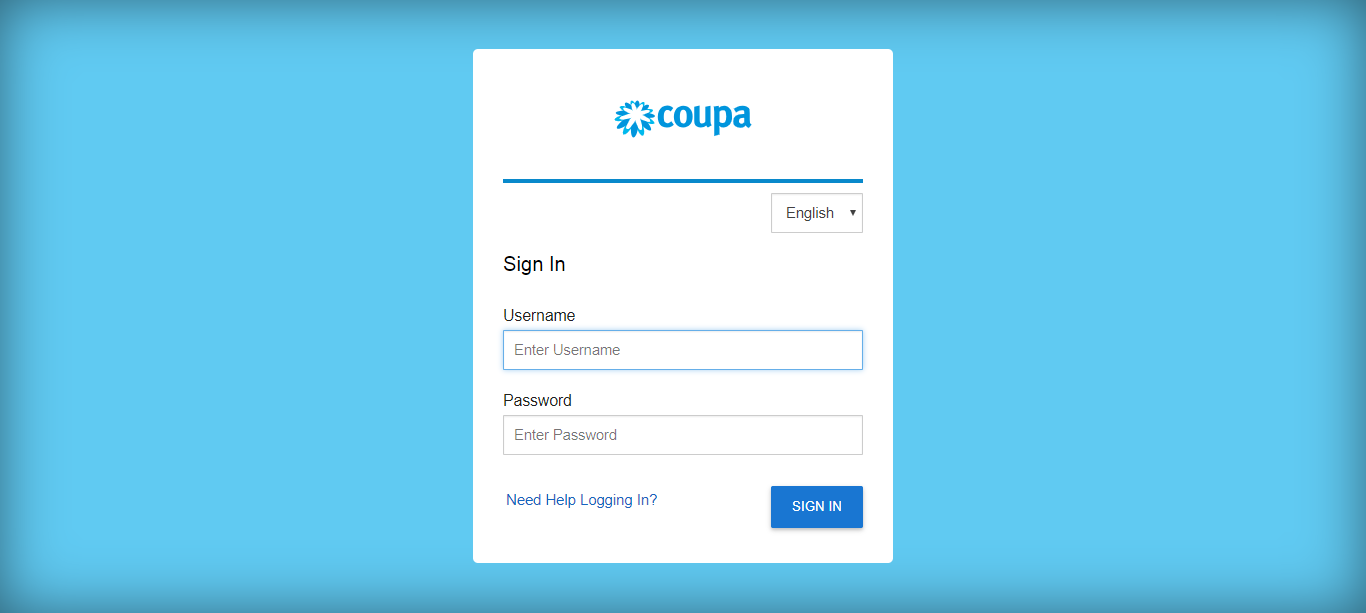 coupa
English
Sign In
Username
Enter Username
Password
Enter Password
Need Help Logging In?
SIGN IN